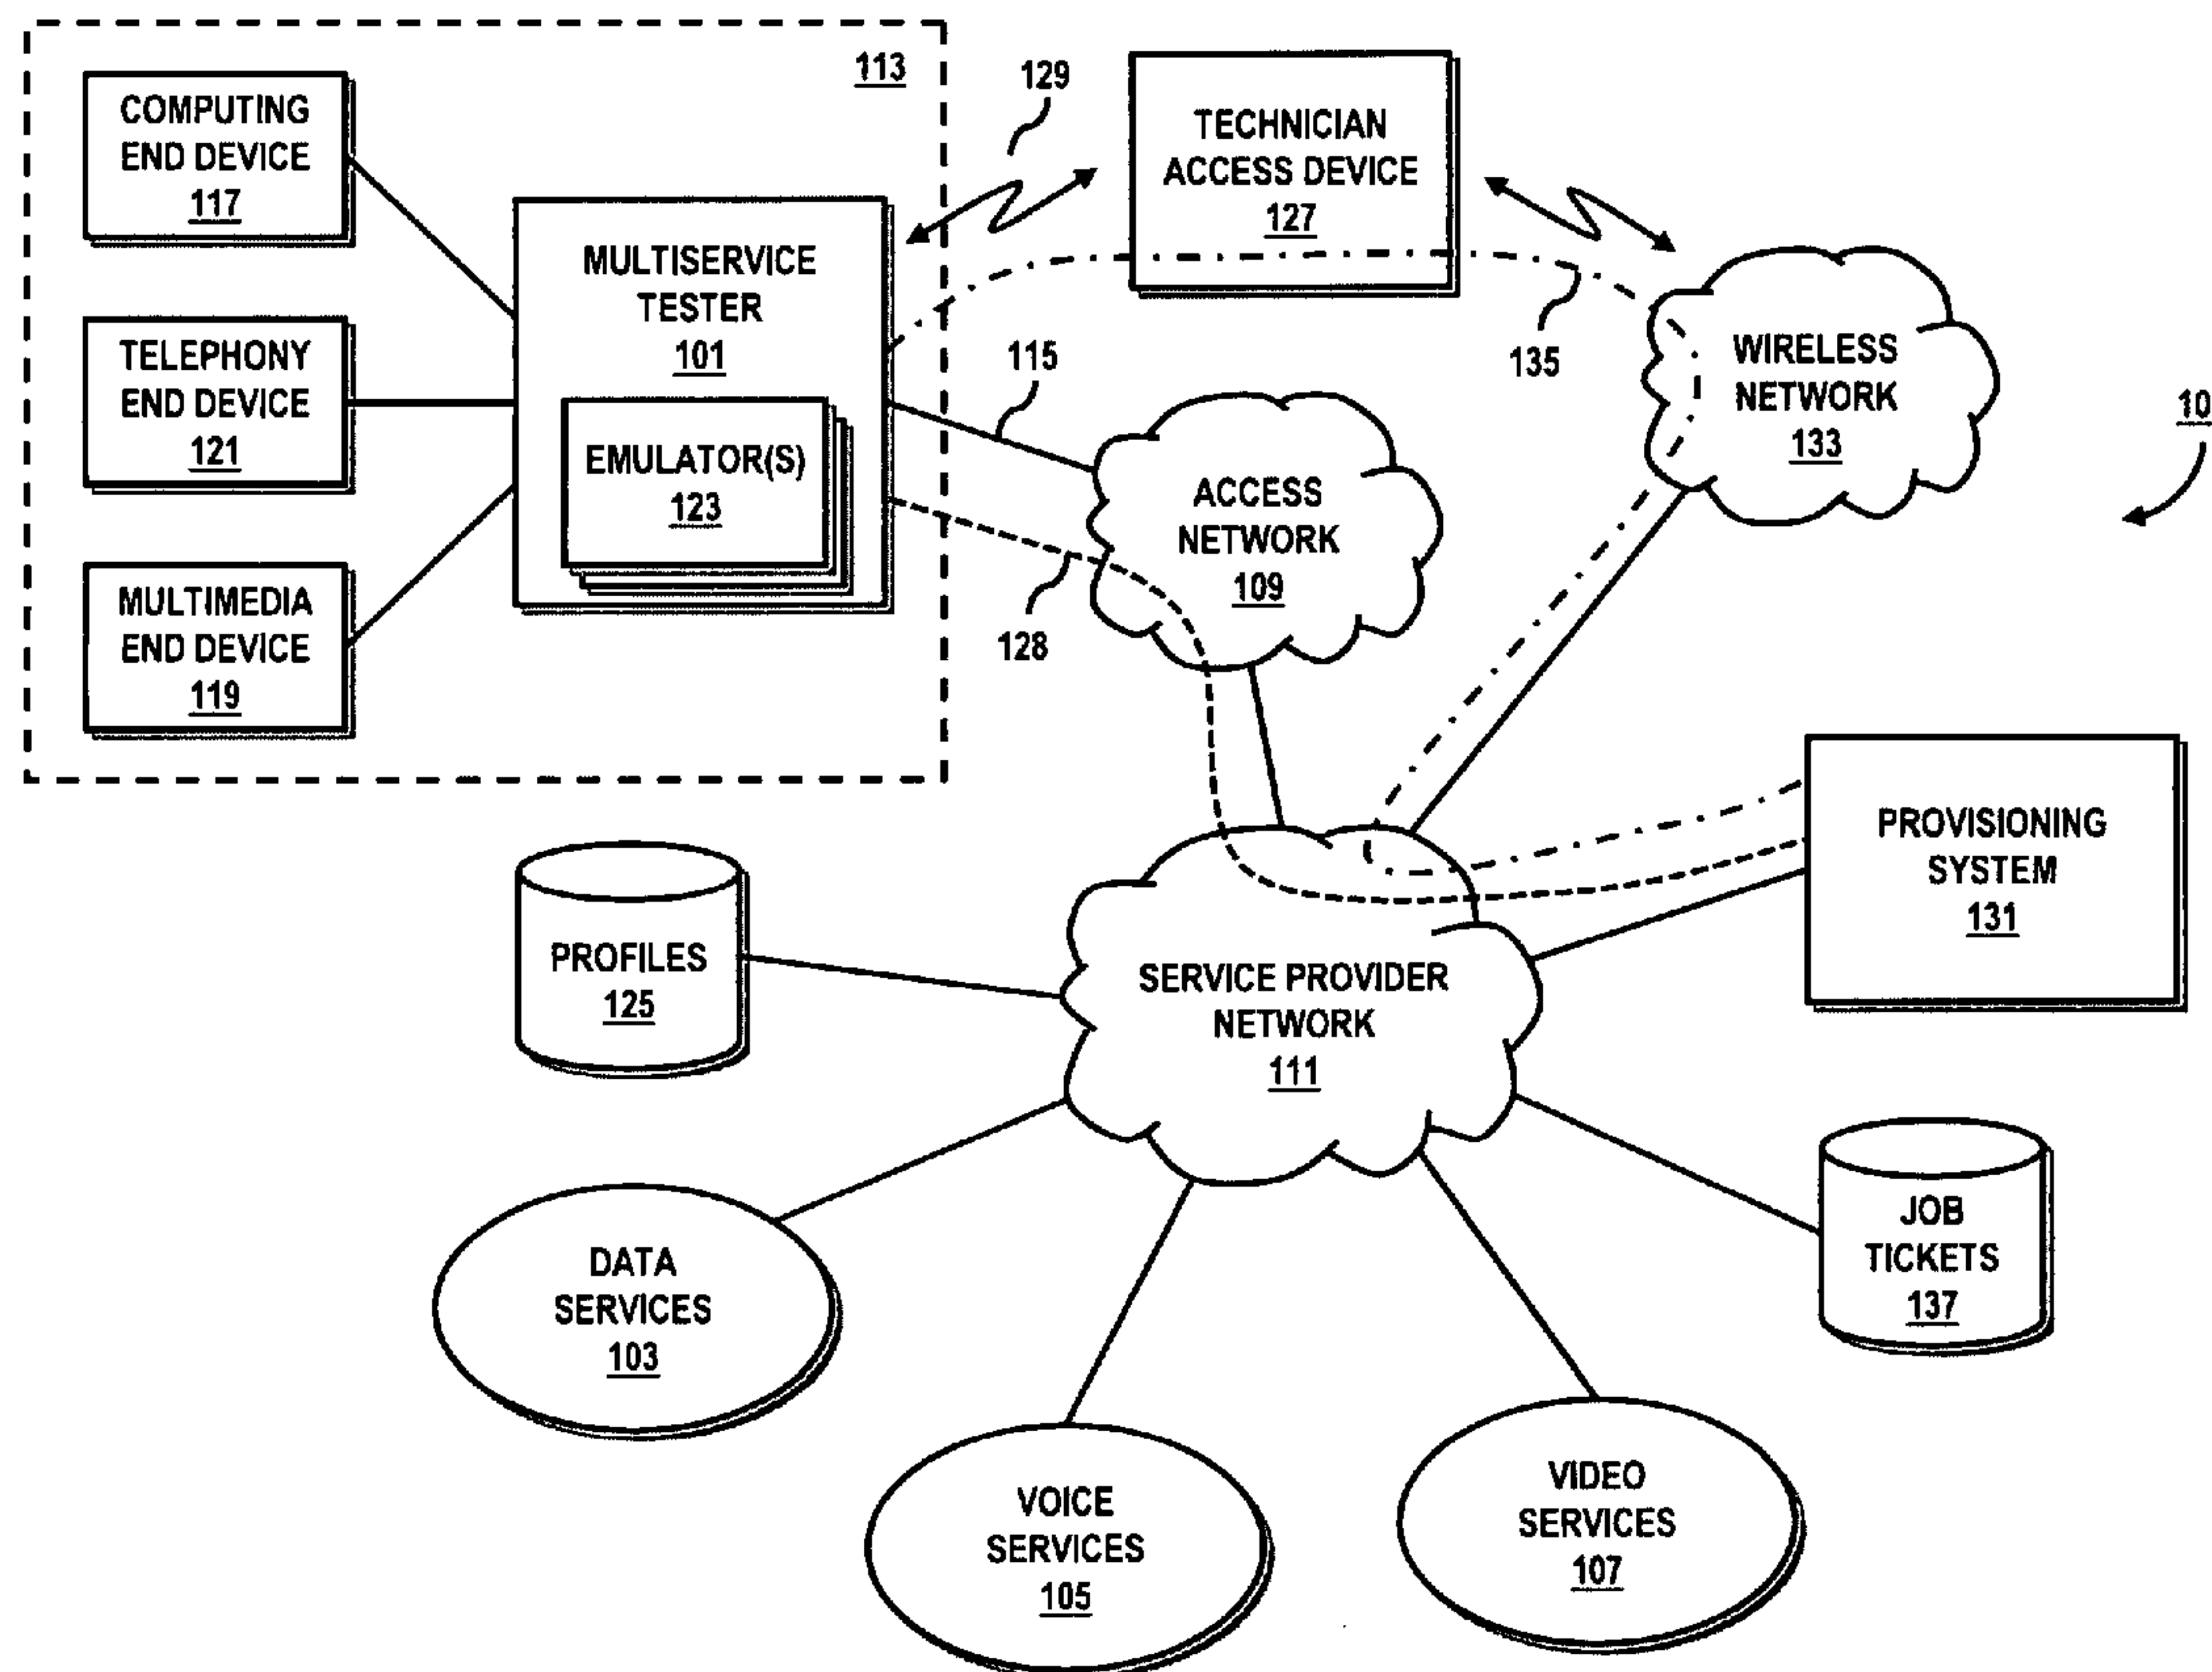 113
COMPUTING
END DEVICE
117
TELEPHONY
END DEVICE
121
MULTIMEDIA
END DEVICE
119
MULTISERVICE
TESTER
101
EMULATOR(S)
123
129
TECHNICIAN
ACCESS DEVICE
127
135
115
128
ACCESS
NETWORK
109
WIRELESS
NETWORK
133
10
PROFILES
125
SERVICE PROVIDER
NETWORK
111
PROVISIONING
SYSTEM
131
JOB
TICKETS
137
DATA
SERVICES
103
VOICE
SERVICES
105
VIDEO
SERVICES
107